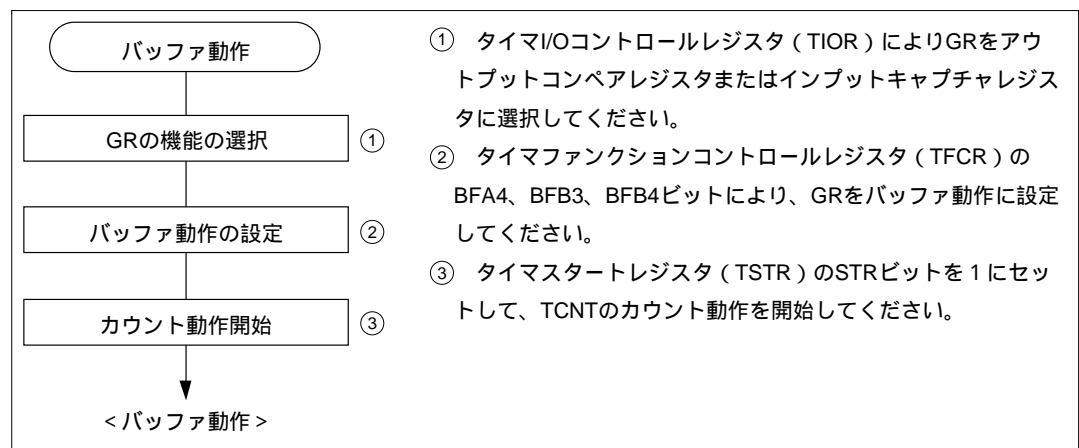 バッファ動作
GRの機能の選択 ①
バッファ動作の設定 ②
カウント動作開始 ③
<バッファ動作>
① タイマI/Oコントロールレジスタ(TIOR)によりGRをアウ
トプットコンペアレジスタまたはインプットキャプチャレジス
タに選択してください。
② タイマファンクションコントロールレジスタ(TFCR)の
BFA4、BFB3、BFB4ビットにより、GRをバッファ動作に設定
してください。
③ タイマスタートレジスタ(TSTR)のSTRビットを1にセッ
トして、TCNTのカウント動作を開始してください。